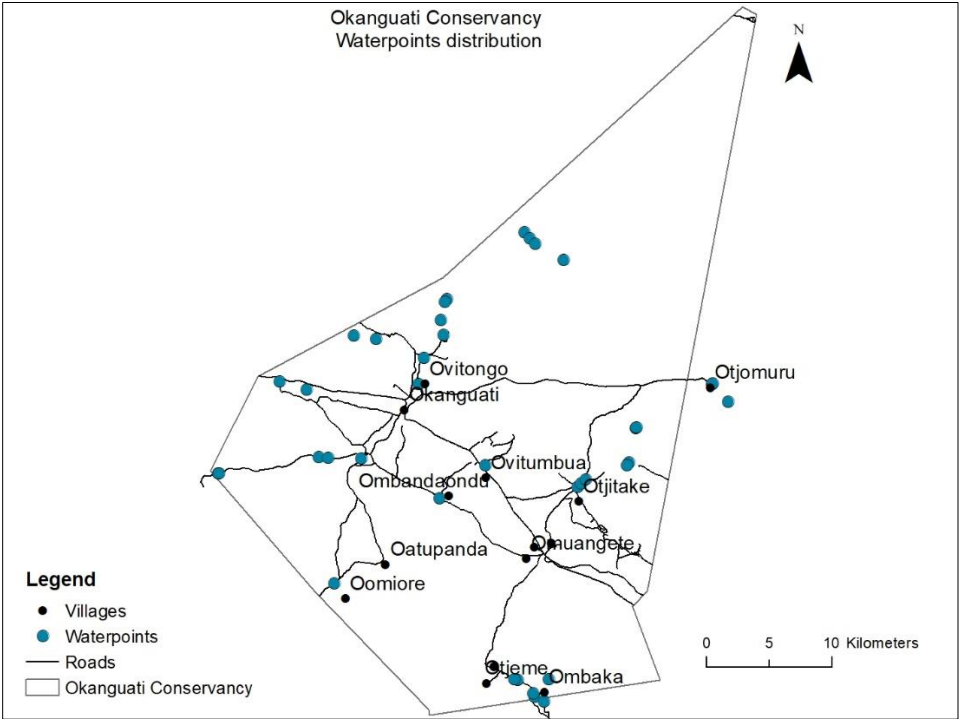 Okanguati Conservancy
Waterpoints distribution
N
Otjomuru
Ovitongo
Okanguati
Ovitumbua
Ombandaondu
Otjitake
Omuangete
Oatupanda
Oomiore
Otjeme
Ombaka
Legend
Villages
Waterpoints
Roads
Okanguati Conservancy
0 5 10 Kilometers